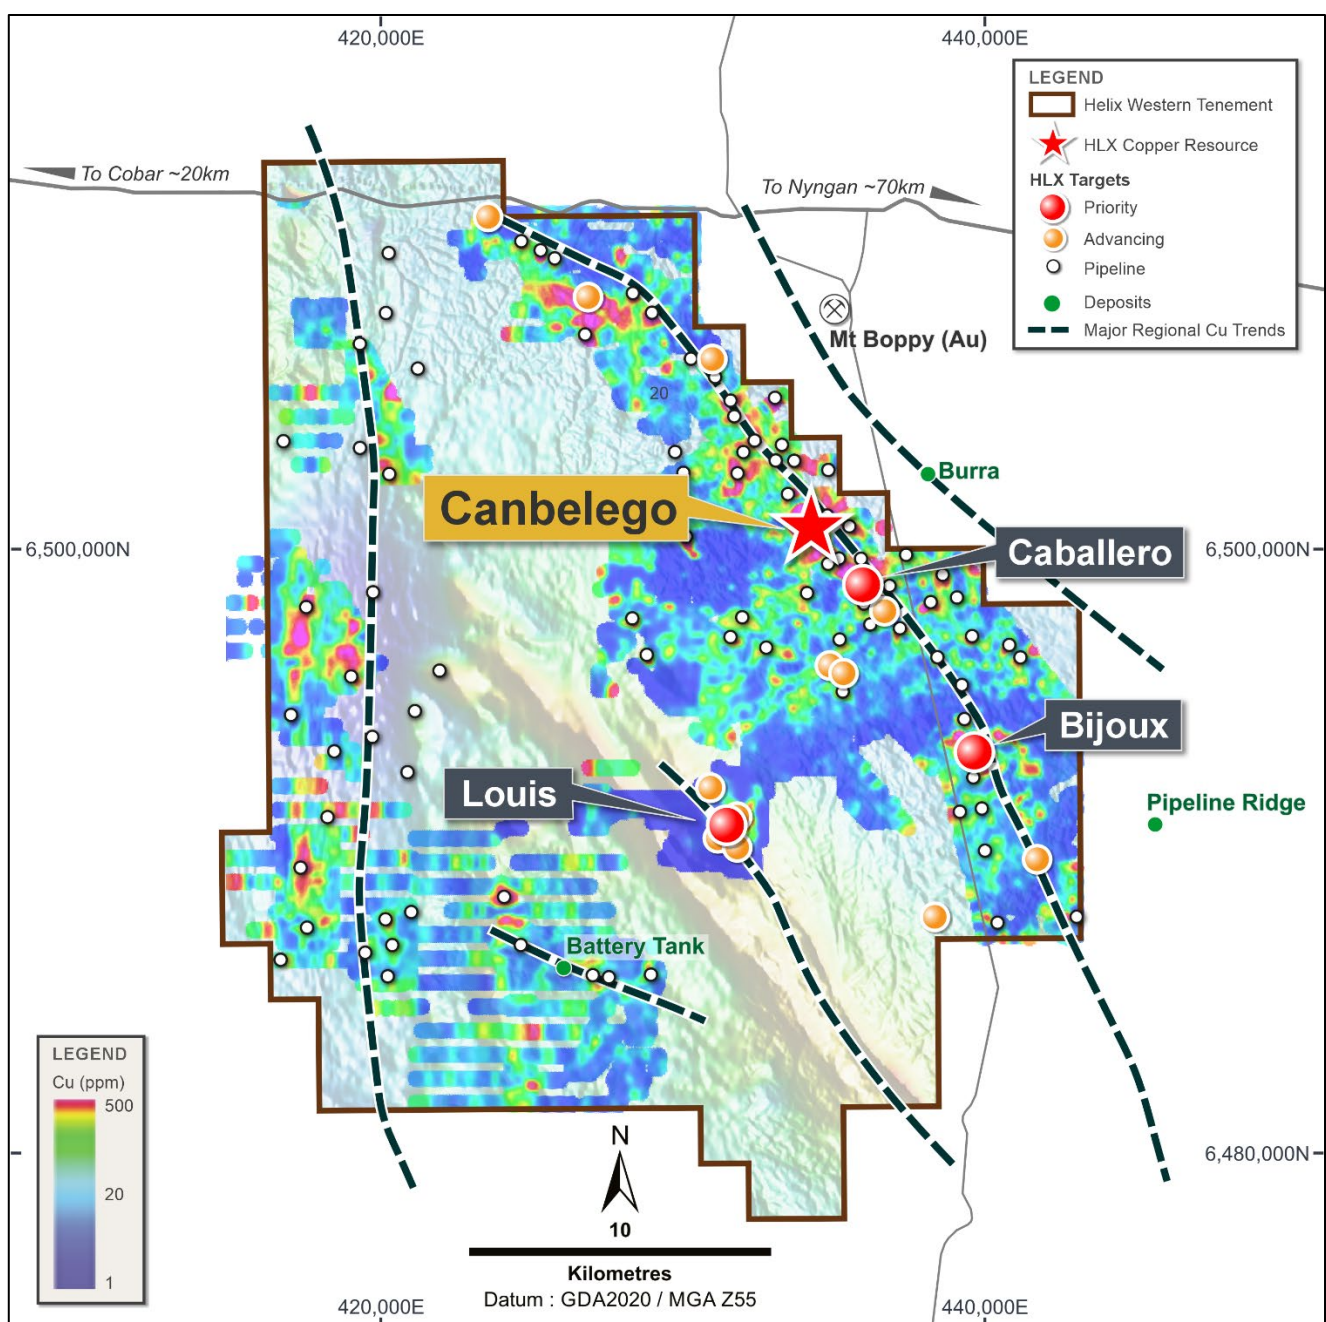 420,000E
440,000E
LEGEND
Helix Western Tenement
HLX Copper Resource
HLX Targets
Priority
Advancing
Pipeline
Deposits
Major Regional Cu Trends
To Cobar ~20km
To Nyngan ~70km
Mt Boppy (Au)
20
Burra
Canbelego
6,500,000N
6,500,000N
Caballero
Bijoux
Louis
Pipeline Ridge
Battery Tank
LEGEND
Cu (ppm)
500
20
1
6,480,000N
N
10
Kilometres
Datum : GDA2020 / MGA Z55
420,000E
440,000E